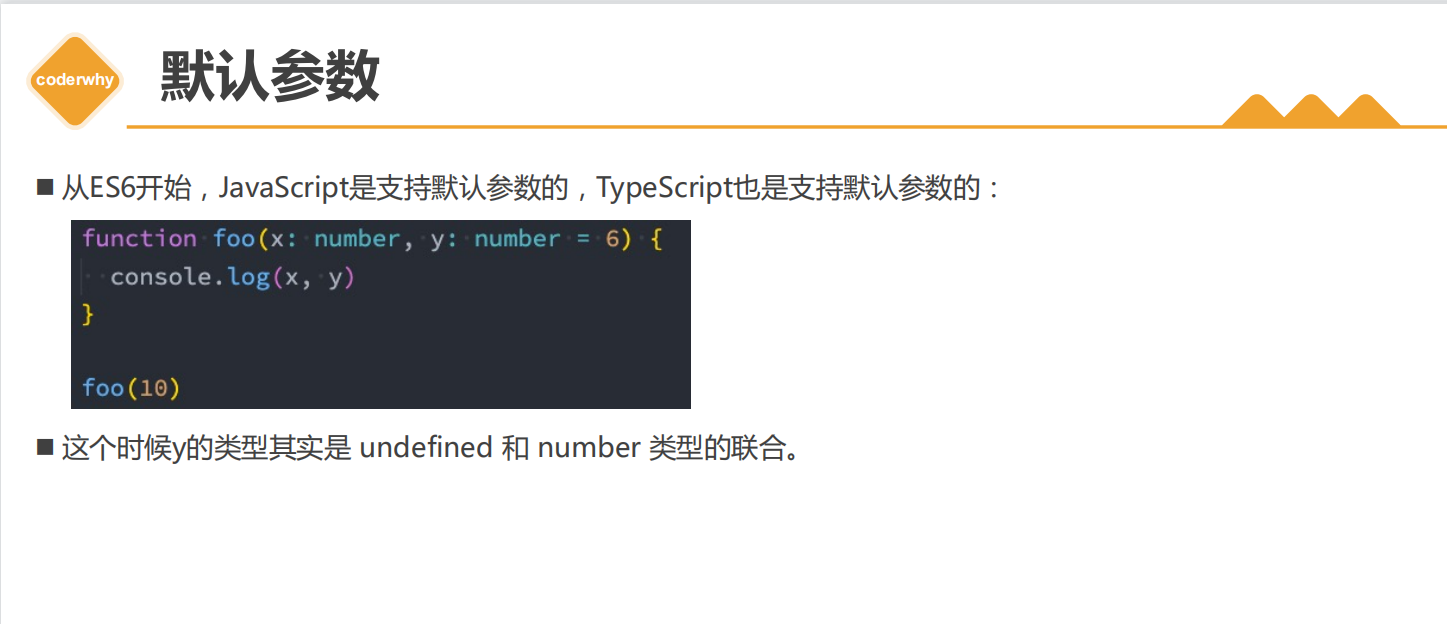 coderwhy
默认参数
■ 从ES6开始，JavaScript是支持默认参数的，TypeScript也是支持默认参数的：
function foo(x: number, y: number = 6) {
  console.log(x, y)
}
foo(10)
■ 这个时候y的类型其实是 undefined 和 number 类型的联合。